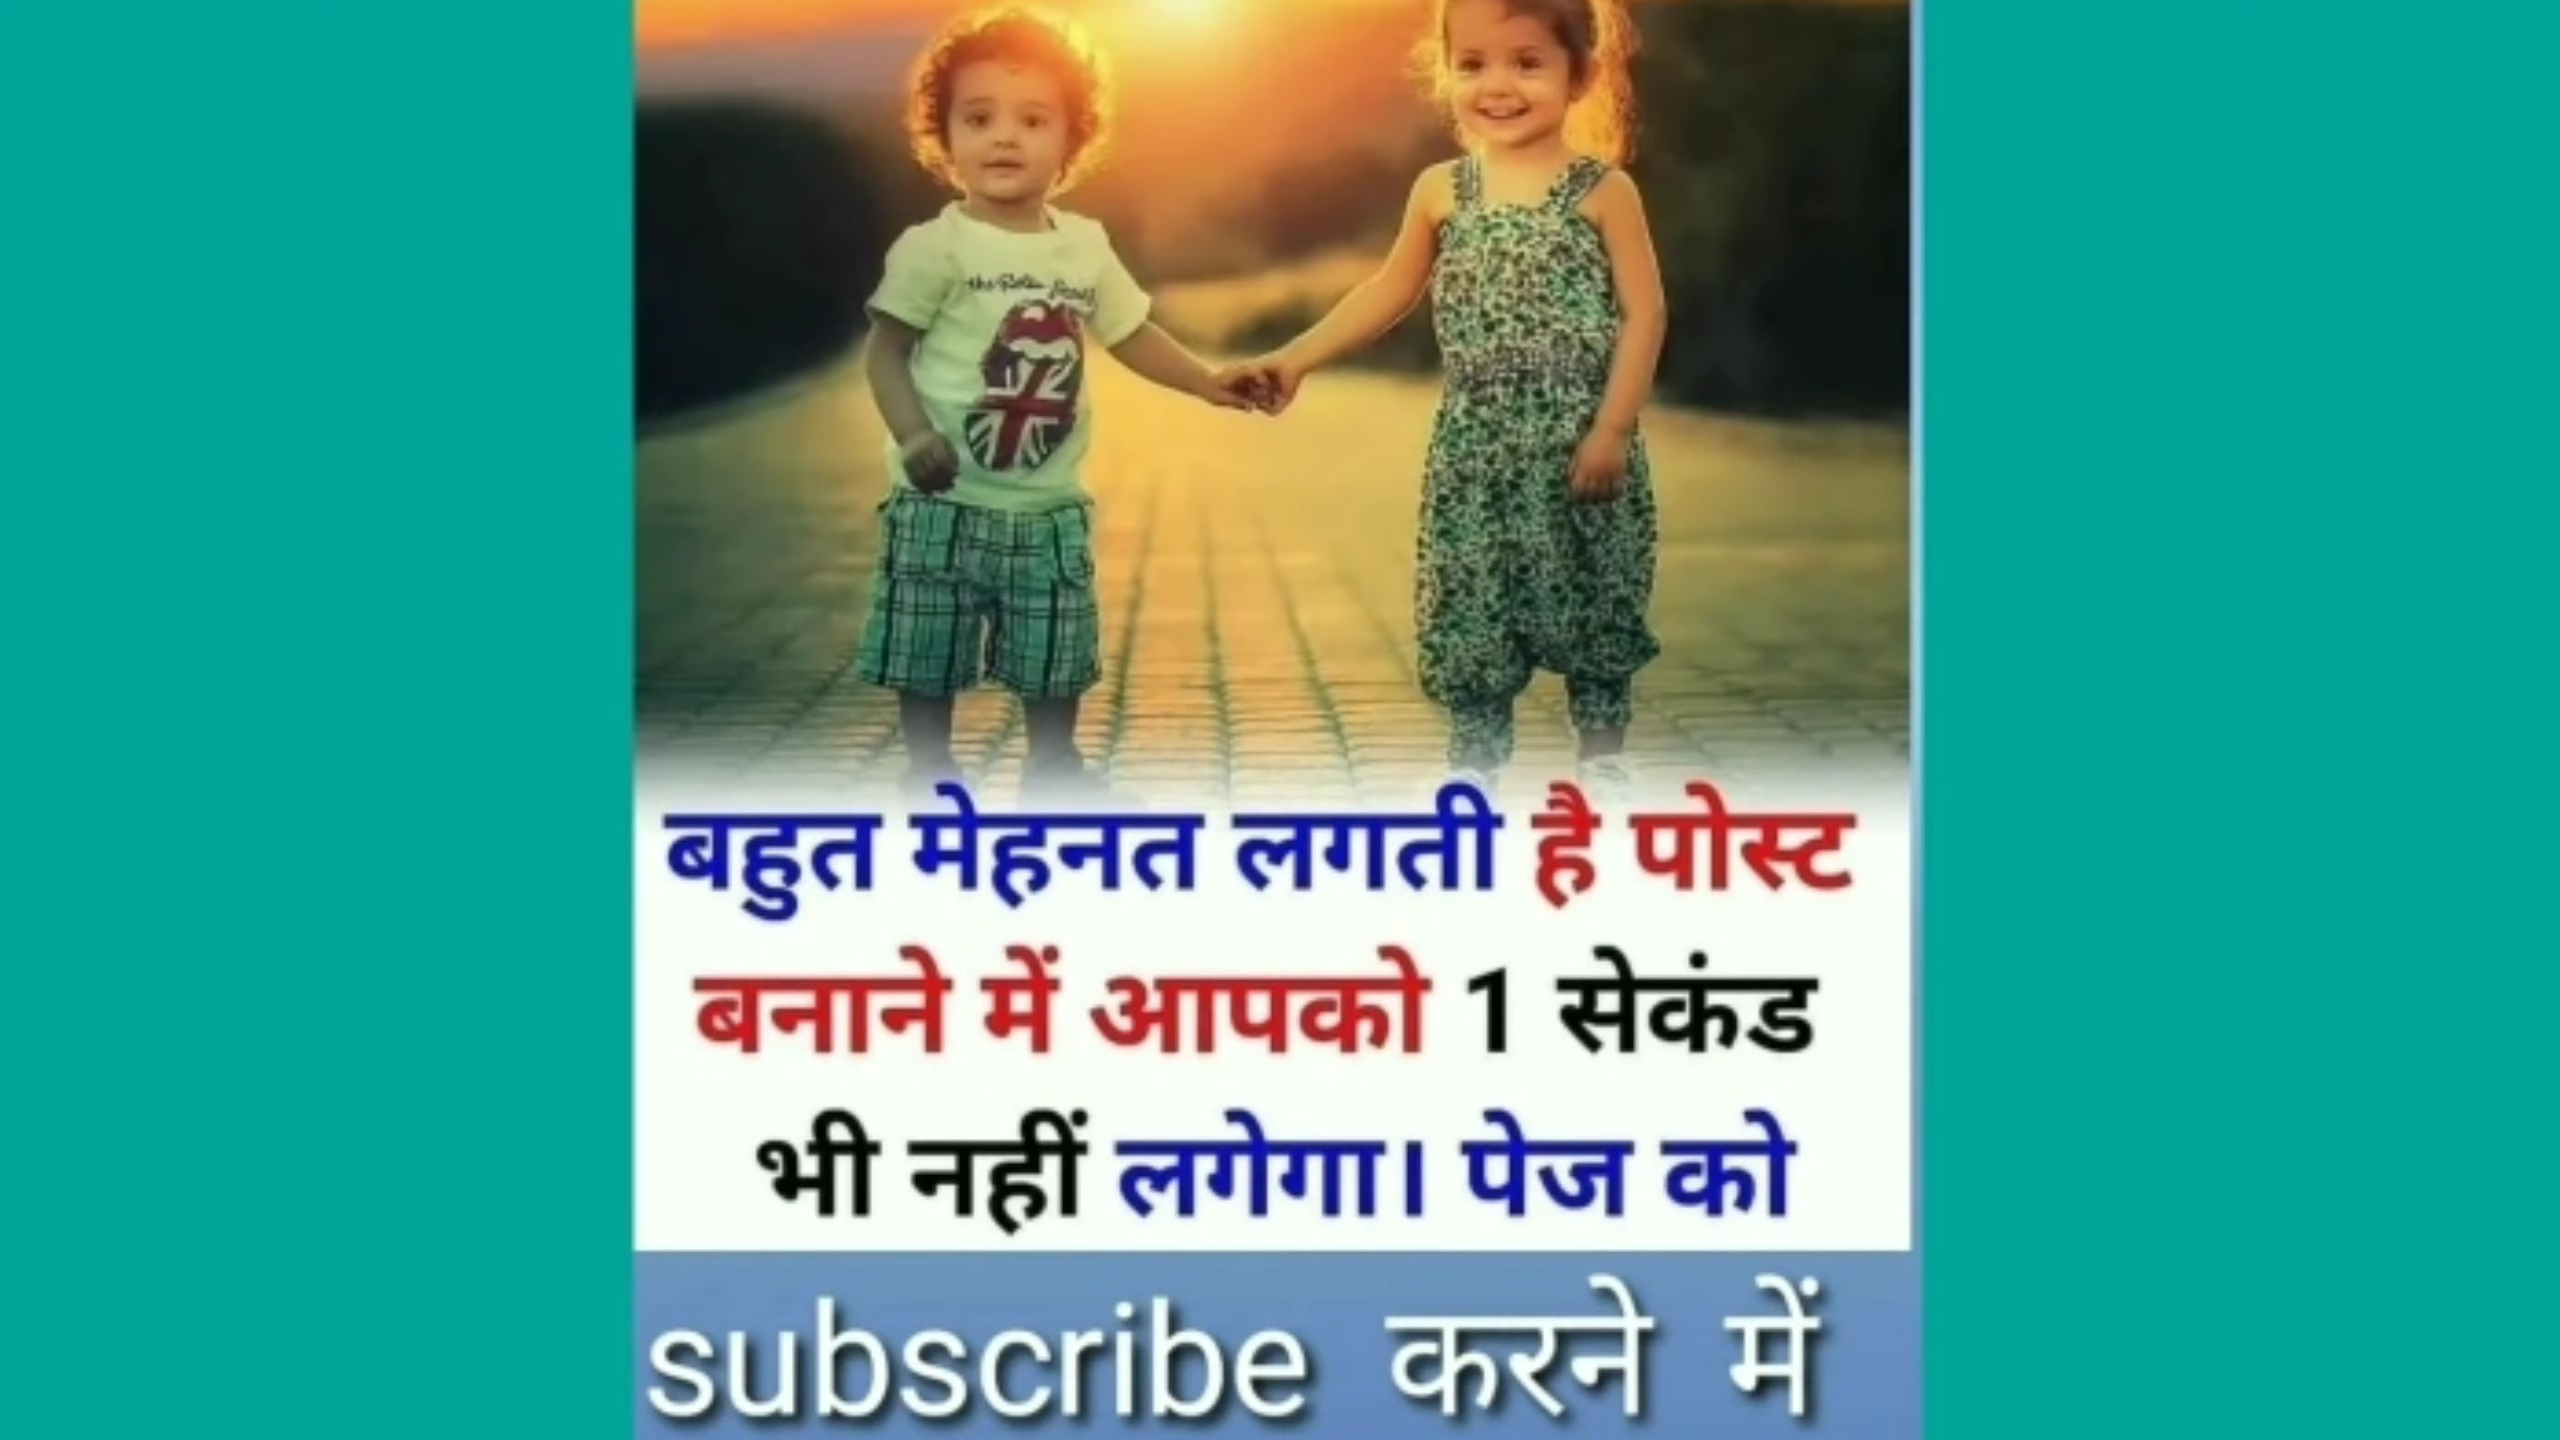 बहुत मेहनत लगती है पोस्ट
बनाने में आपको 1 सेकंड
भी नहीं लगेगा। पेज को
subscribe करने में